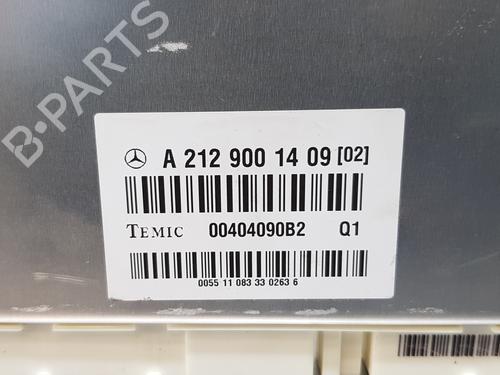 B-PARTS
A 212 900 14 09 [02]
TEMIC 00404090B2 Q1
0055 11 083 33 0263 6